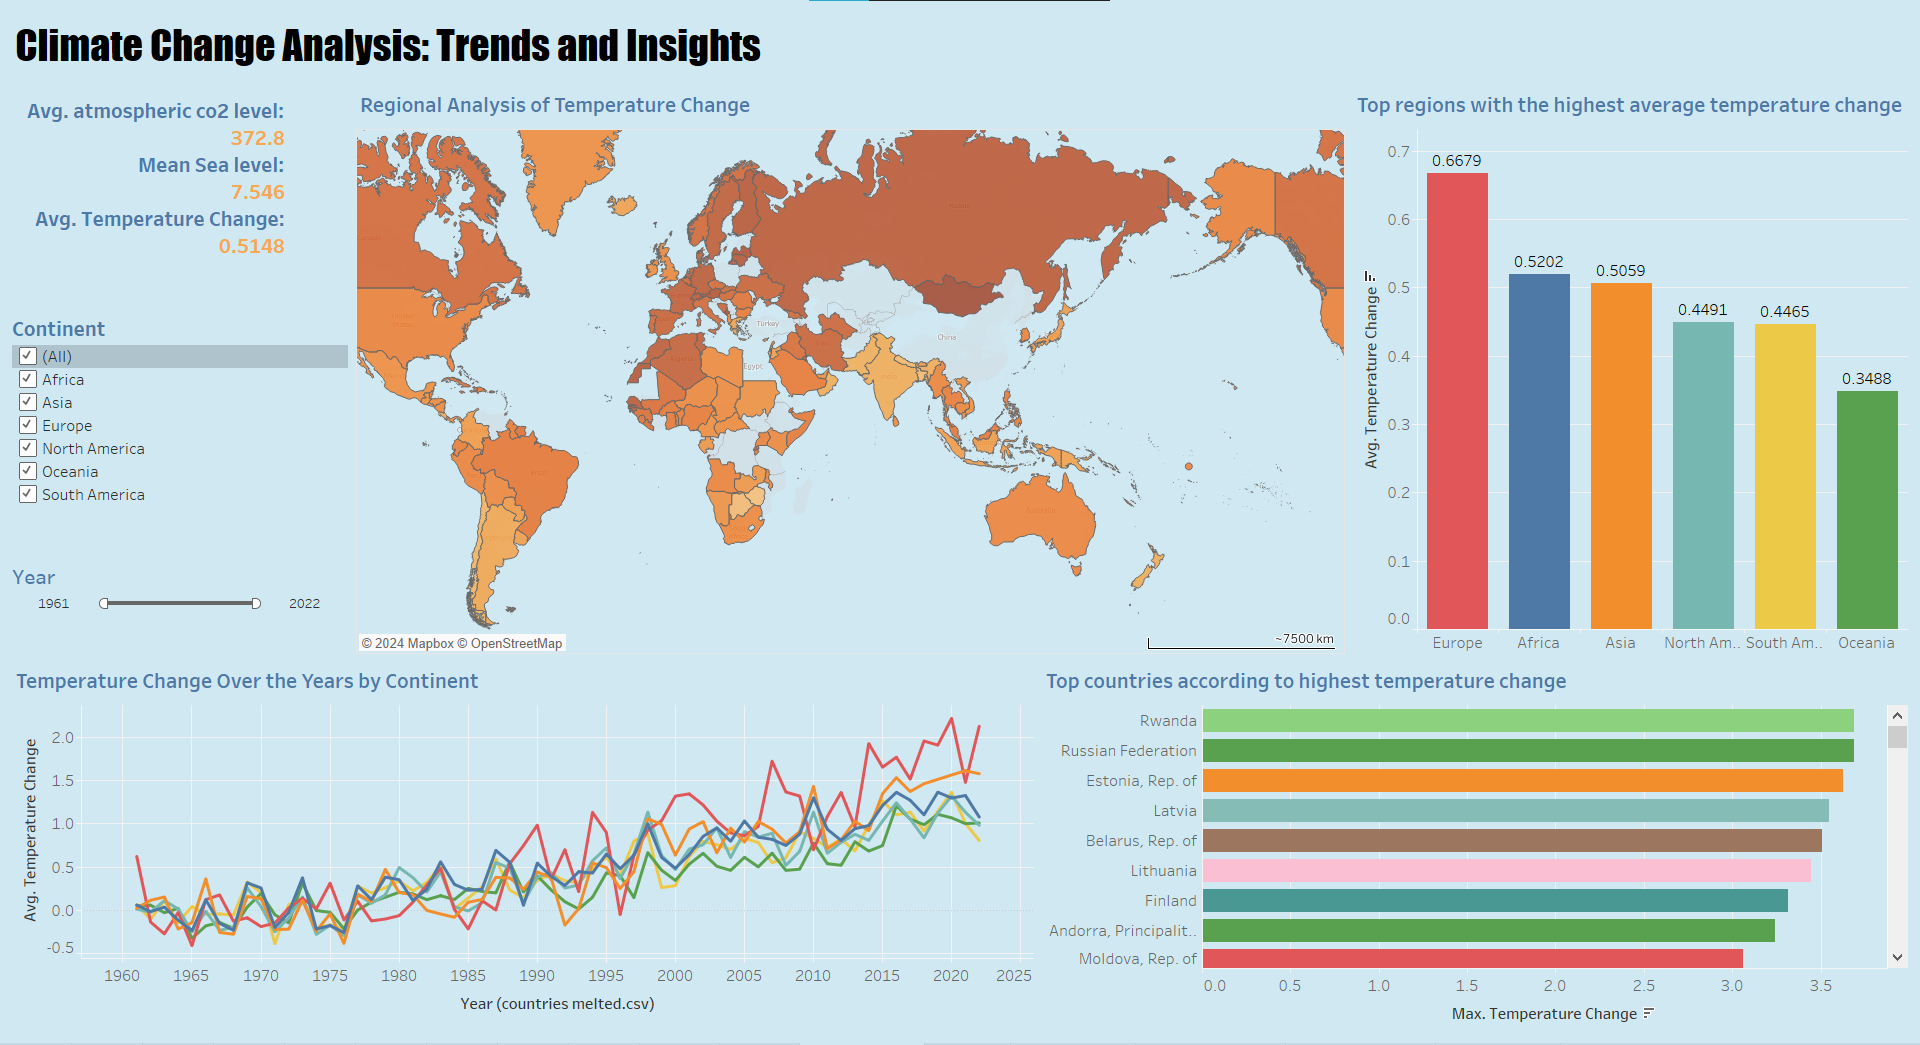 Climate Change Analysis: Trends and Insights
Avg. atmospheric co2 level:
372.8
Mean Sea level:
7.546
Avg. Temperature Change:
0.5148
Continent
(All)
Africa
Asia
Europe
North America
Oceania
South America
Year
1961
2022
Regional Analysis of Temperature Change
Turkey
China
Egypt
© 2024 Mapbox © OpenStreetMap
~7500 km
Top regions with the highest average temperature change
Avg. Temperature Change
0.7
0.6
0.5
0.4
0.3
0.2
0.1
0.0
0.6679
0.5202
0.5059
0.4491
0.4465
0.3488
Europe
Africa
Asia
North Am..
South Am..
Oceania
Temperature Change Over the Years by Continent
Avg. Temperature Change
2.0
1.5
1.0
0.5
0.0
-0.5
1960
1965
1970
1975
1980
1985
1990
1995
2000
2005
2010
2015
2020
2025
Year (countries melted.csv)
Top countries according to highest temperature change
Rwanda
Russian Federation
Estonia, Rep. of
Latvia
Belarus, Rep. of
Lithuania
Finland
Andorra, Principalit..
Moldova, Rep. of
0.0
0.5
1.0
1.5
2.0
2.5
3.0
3.5
Max. Temperature Change